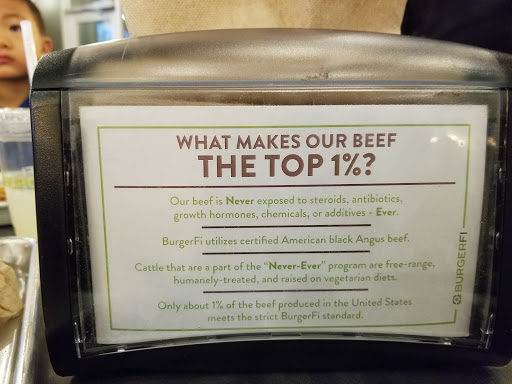 WHAT MAKES OUR BEEF
THE TOP 1%?
Our beef is Never exposed to steroids, antibiotics,
growth hormones, chemicals, or additives - Ever.
BurgerFi utilizes certified American black Angus beef.
Cattle that are a part of the "Never-Ever" program are free-range,
humanely-treated, and raised on vegetarian diets.
Only about 1% of the beef produced in the United States
meets the strict BurgerFi standard.
BURGERFI